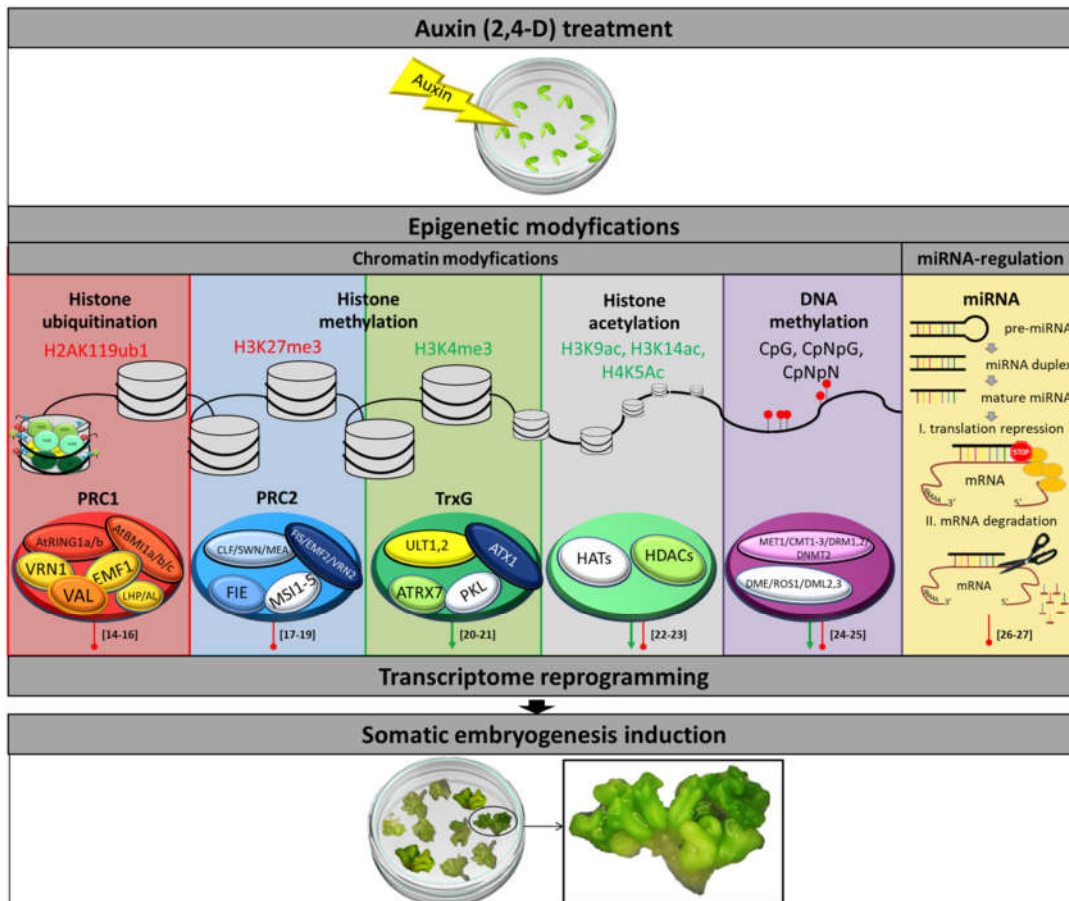 Auxin (2,4-D) treatment
Auxin
Epigenetic modyfications
Chromatin modyfications
miRNA-regulation
Histone
ubiquitination
H2AK119ub1
Histone
methylation
H3K27me3
H3K4me3
Histone
acetylation
H3K9ac, H3K14ac,
H4K5Ac
DNA
methylation
CpG, CpNpG,
CpNpN
miRNA
pre-miRNA
miRNA duplex
mature miRNA
I. translation repression
STOP
mRNA
3'
5'
II. mRNA degradation
mRNA
3'
5'
PRC1
AtRING1a/b
AtBMI1a/b/c
VRN1
EMF1
VAL
LHP/AL
[14-16]
PRC2
CLF/SWN/MEA
FIS/EMF2/VRN2
FIE
MSI1-5
[17-19]
TrxG
ULT1,2
ATX1
ATRX7
PKL
[20-21]
HATs
HDACs
[22-23]
MET1/CMT1-3/DRM1,2/
DNMT2
DME/ROS1/DML2,3
[24-25]
[26-27]
Transcriptome reprogramming
Somatic embryogenesis induction